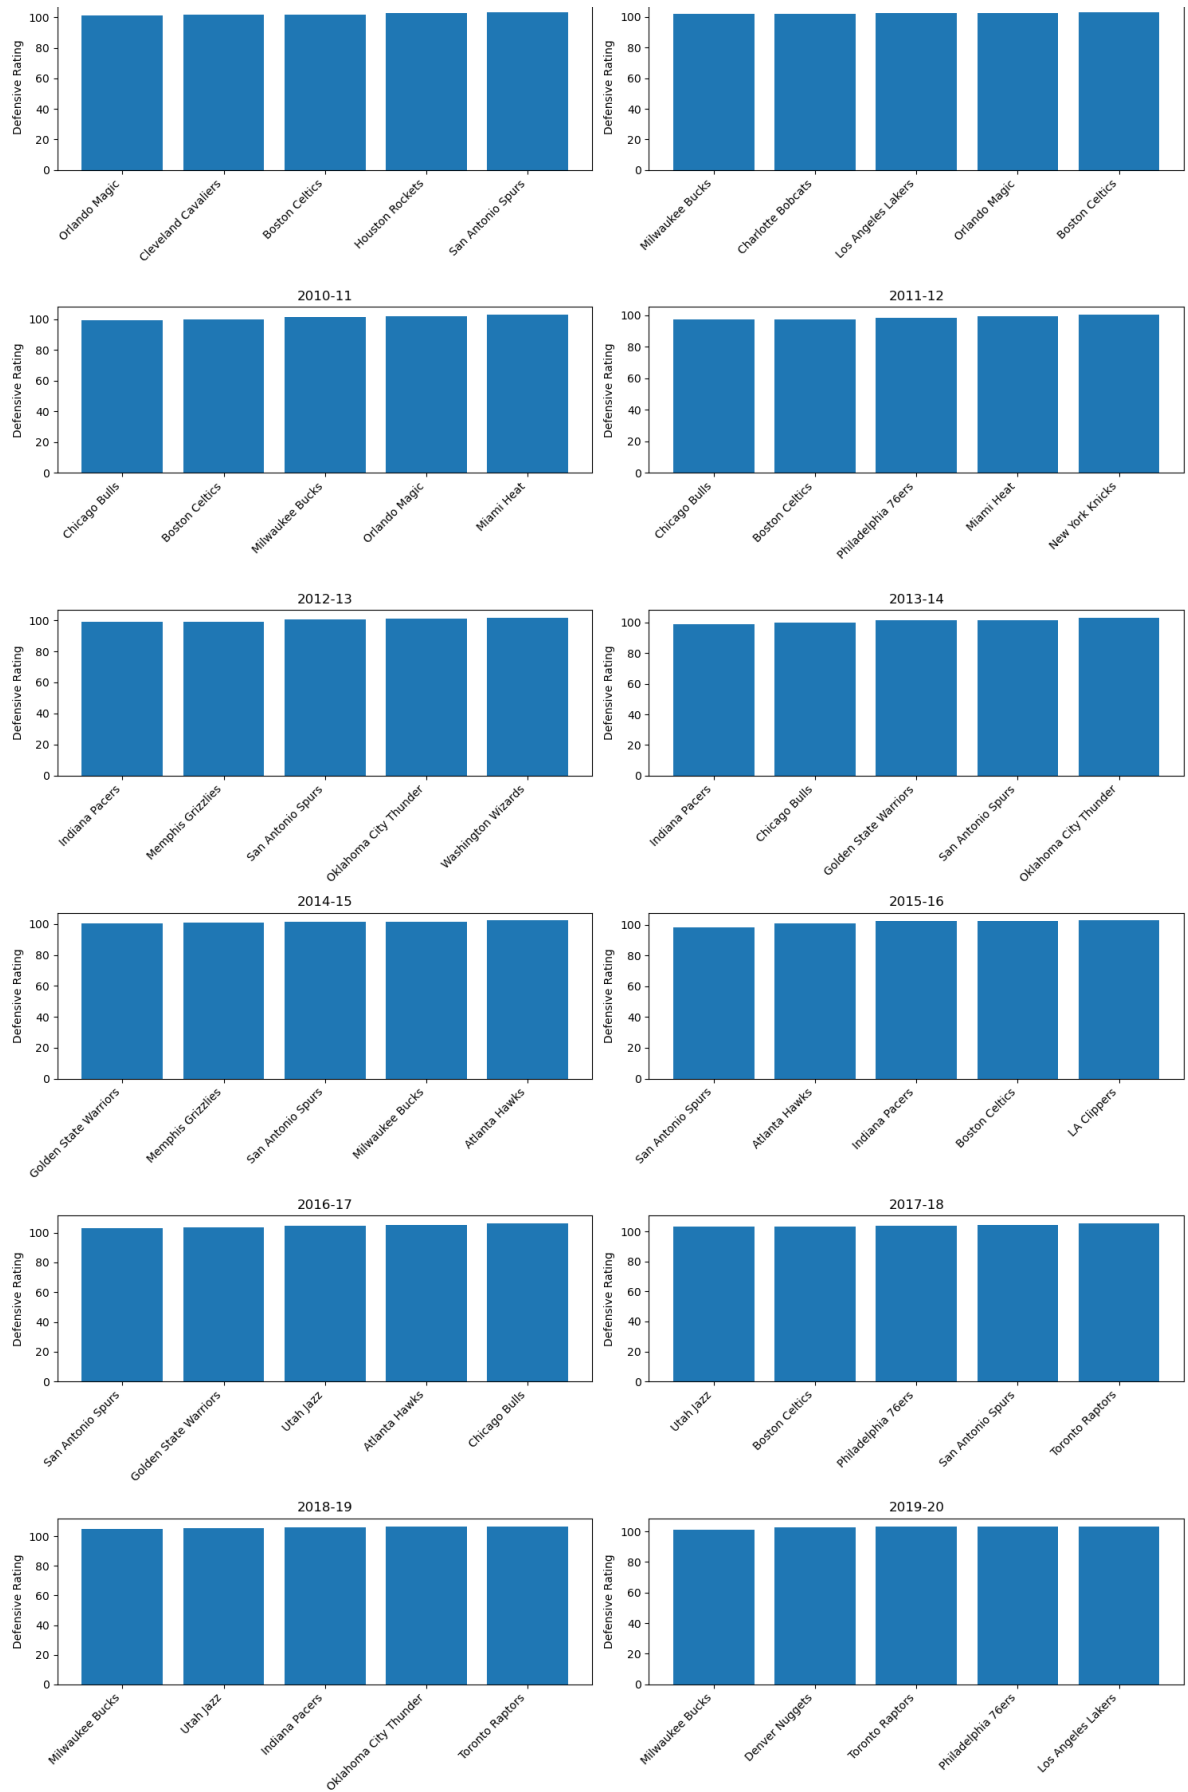 Defensive Rating
100
80
60
40
20
0
Orlando Magic
Cleveland Cavaliers
Boston Celtics
Houston Rockets
San Antonio Spurs
Defensive Rating
100
80
60
40
20
0
Milwaukee Bucks
Charlotte Bobcats
Los Angeles Lakers
Orlando Magic
Boston Celtics
2010-11
Defensive Rating
100
80
60
40
20
0
Chicago Bulls
Boston Celtics
Milwaukee Bucks
Orlando Magic
Miami Heat
2011-12
Defensive Rating
100
80
60
40
20
0
Chicago Bulls
Boston Celtics
Philadelphia 76ers
Miami Heat
New York Knicks
2012-13
Defensive Rating
100
80
60
40
20
0
Indiana Pacers
Memphis Grizzlies
San Antonio Spurs
Oklahoma City Thunder
Washington Wizards
2013-14
Defensive Rating
100
80
60
40
20
0
Indiana Pacers
Chicago Bulls
Golden State Warriors
San Antonio Spurs
Oklahoma City Thunder
2014-15
Defensive Rating
100
80
60
40
20
0
Golden State Warriors
Memphis Grizzlies
San Antonio Spurs
Milwaukee Bucks
Atlanta Hawks
2015-16
Defensive Rating
100
80
60
40
20
0
San Antonio Spurs
Atlanta Hawks
Indiana Pacers
Boston Celtics
LA Clippers
2016-17
Defensive Rating
100
80
60
40
20
0
San Antonio Spurs
Golden State Warriors
Utah Jazz
Atlanta Hawks
Chicago Bulls
2017-18
Defensive Rating
100
80
60
40
20
0
Utah Jazz
Boston Celtics
Philadelphia 76ers
San Antonio Spurs
Toronto Raptors
2018-19
Defensive Rating
100
80
60
40
20
0
Milwaukee Bucks
Utah Jazz
Indiana Pacers
Oklahoma City Thunder
Toronto Raptors
2019-20
Defensive Rating
100
80
60
40
20
0
Milwaukee Bucks
Denver Nuggets
Toronto Raptors
Philadelphia 76ers
Los Angeles Lakers